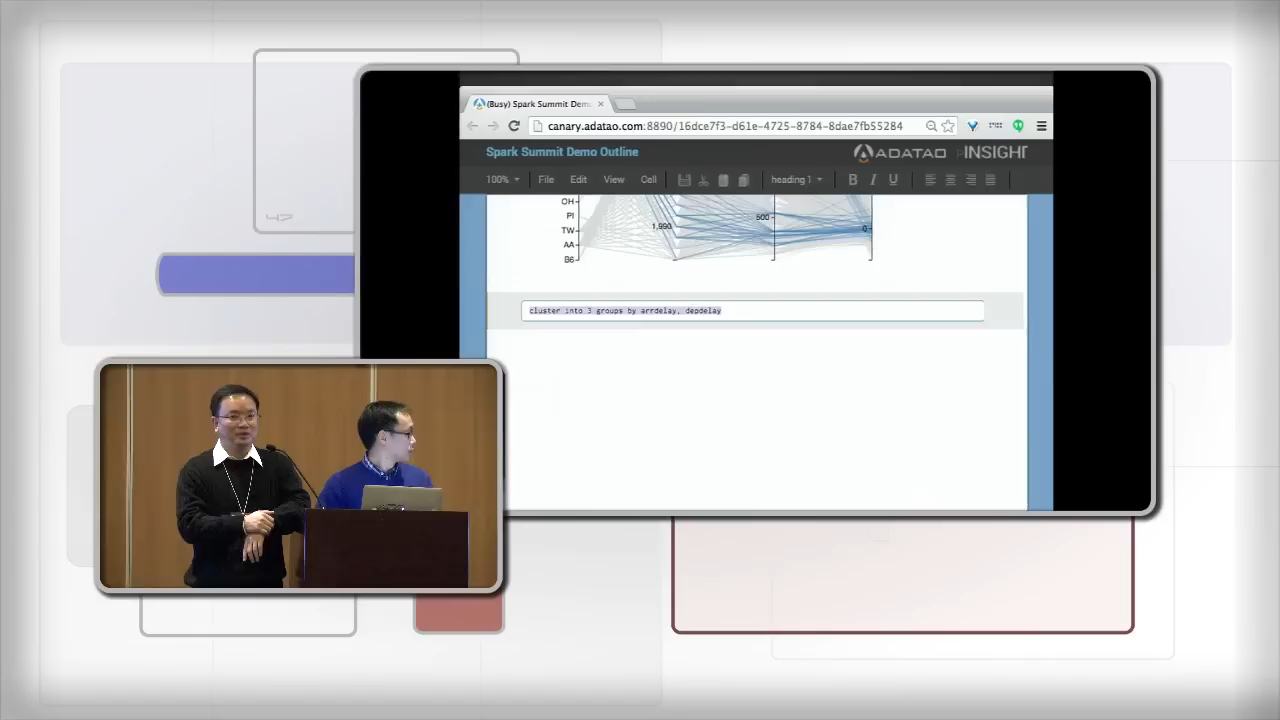 (Busy) Spark Summit Dem
canary.adatao.com:8890/16dce7f3-d61e-4725-8784-8dae7fb55284
Spark Summit Demo Outline
ADATAO pINSIGHT
100% File Edit View Cell heading 1 B I U
OH
PI
TW
AA
B6
1,990
500
0
cluster into 3 groups by arrdelay, depdelay
47